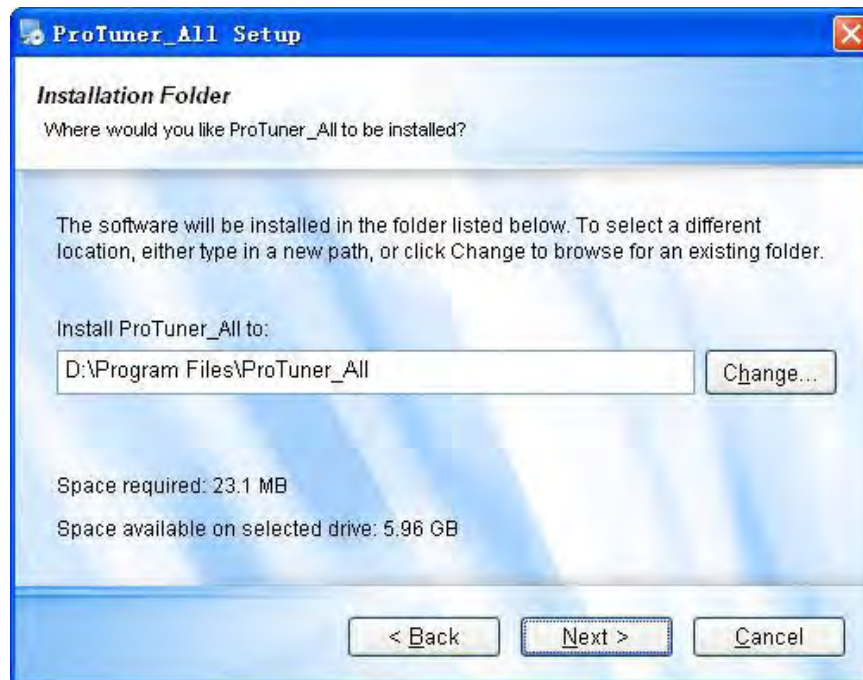 ProTuner_All Setup
Installation Folder
Where would you like ProTuner_All to be installed?
The software will be installed in the folder listed below. To select a different
location, either type in a new path, or click Change to browse for an existing folder.
Install ProTuner_All to:
D:\Program Files\ProTuner_All
Change...
Space required: 23.1 MB
Space available on selected drive: 5.96 GB
< Back
Next >
Cancel